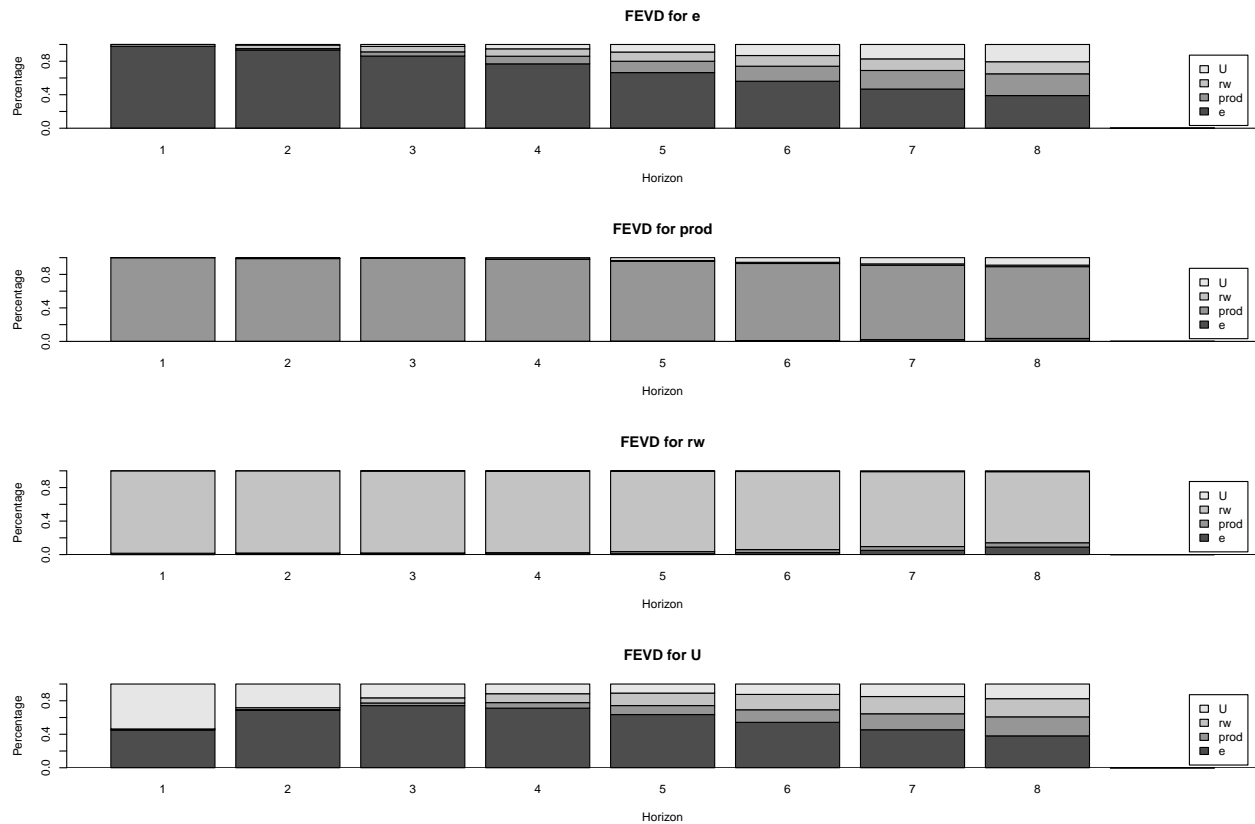 FEVD for e
Percentage
0.8
0.4
0.0
1 2 3 4 5 6 7 8
Horizon
U
rw
prod
e
FEVD for prod
Percentage
0.8
0.4
0.0
1 2 3 4 5 6 7 8
Horizon
U
rw
prod
e
FEVD for rw
Percentage
0.8
0.4
0.0
1 2 3 4 5 6 7 8
Horizon
U
rw
prod
e
FEVD for U
Percentage
0.8
0.4
0.0
1 2 3 4 5 6 7 8
Horizon
U
rw
prod
e